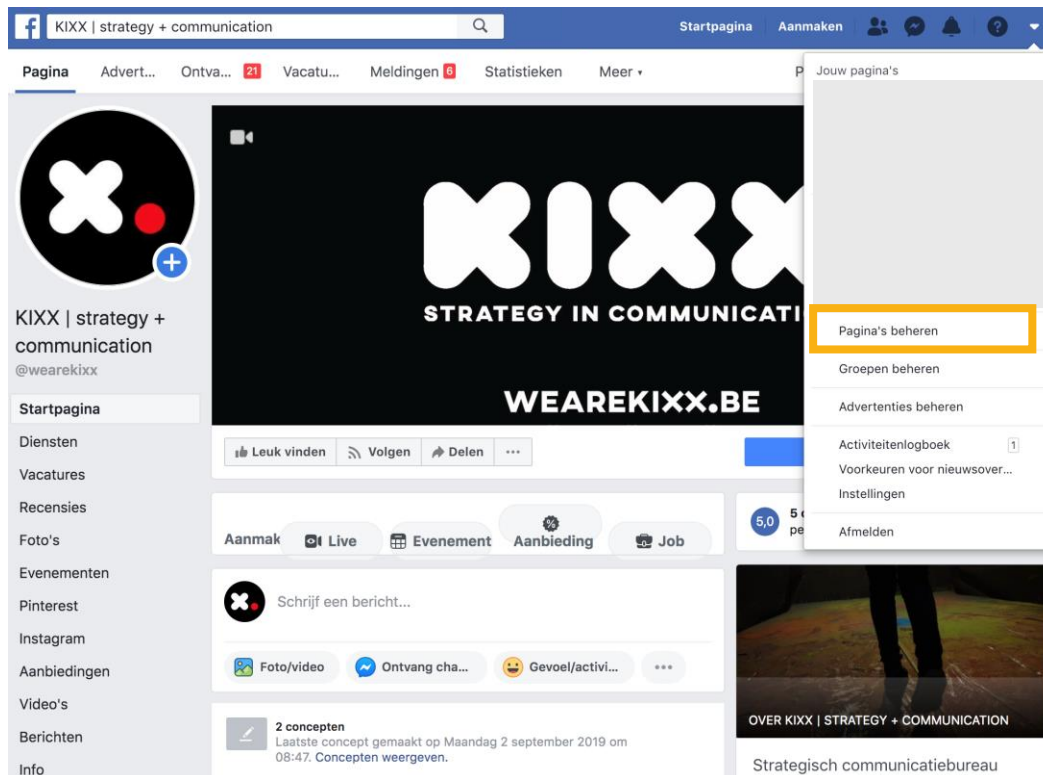 KIXX | strategy + communication
Startpagina
Aanmaken
Pagina
Advert...
Ontva... 21
Vacatu...
Meldingen 6
Statistieken
Meer
P
Jouw pagina's
Pagina's beheren
Groepen beheren
Advertenties beheren
Activiteitenlogboek 1
Voorkeuren voor nieuwsover...
Instellingen
Afmelden
KIXX
STRATEGY IN COMMUNICATI
WEAREKIXX.BE
KIXX | strategy +
communication
@wearekixx
Startpagina
Diensten
Vacatures
Recensies
Foto's
Evenementen
Pinterest
Instagram
Aanbiedingen
Video's
Berichten
Info
Leuk vinden
Volgen
Delen
...
Aanmak
Live
Evenement
Aanbieding
Job
Schrijf een bericht...
Foto/video
Ontvang cha...
Gevoel/activi...
2 concepten
Laatste concept gemaakt op Maandag 2 september 2019 om
08:47. Concepten weergeven.
5,0
5
pe
OVER KIXX | STRATEGY + COMMUNICATION
Strategisch communicatiebureau